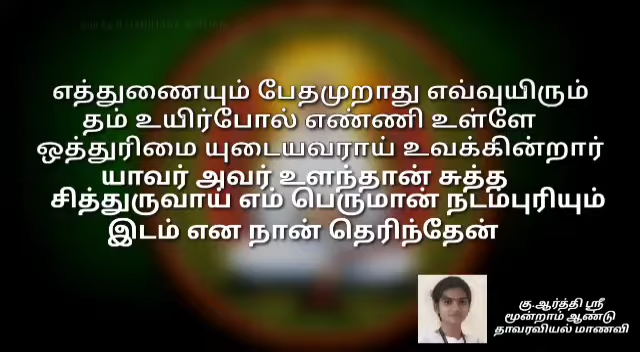 எத்துணையும் பேதமுறாது எவ்வுயிரும்
தம் உயிர்போல் எண்ணி உள்ளே
ஒத்துரிமை யுடையவராய் உவக்கின்றார்
யாவர் அவர் உளந்தான் சுத்த
சித்துருவாய் எம் பெருமான் நடம்புரியும்
இடம் என நான் தெரிந்தேன்
கு.ஆர்த்தி ஸ்ரீ
மூன்றாம் ஆண்டு
தாவரவியல் மாணவி